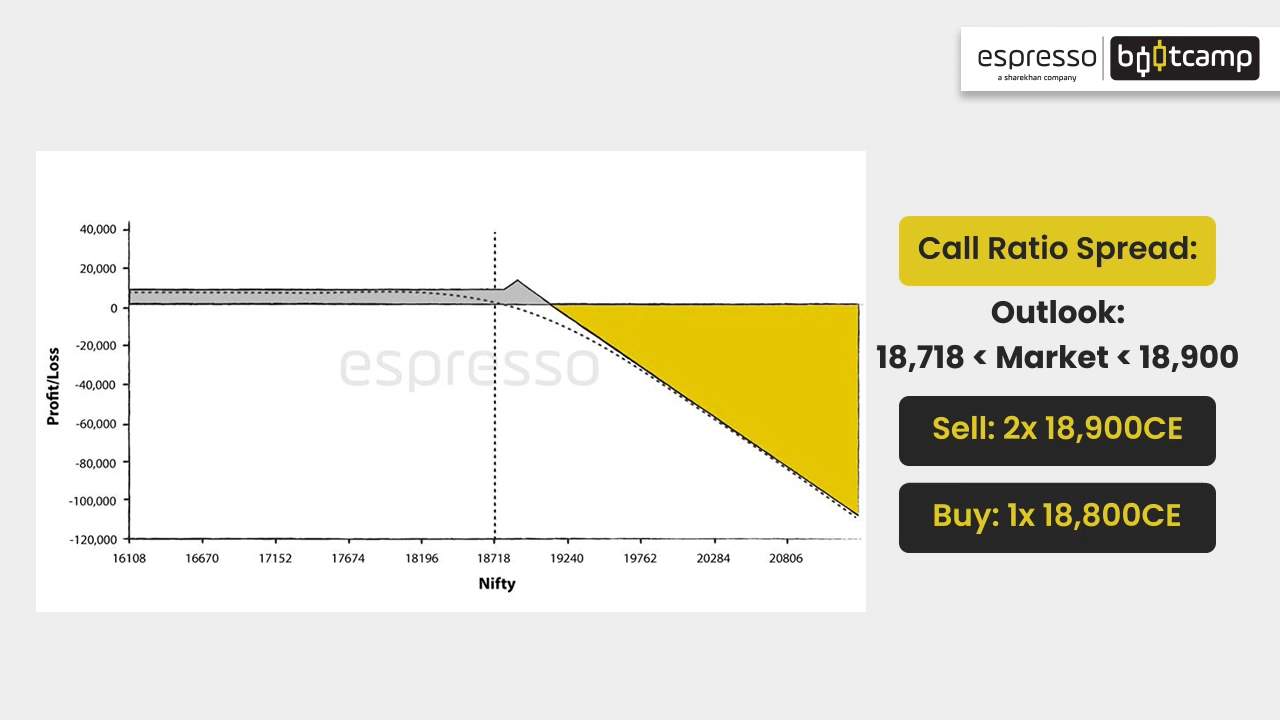 espresso
a sharekhan company
bootcamp
40,000
20,000
0
-20,000
-40,000
-60,000
-80,000
-100,000
-120,000
Profit/Loss
espresso
16108 16670 17152 17674 18196 18718 19240 19762 20284 20806
Nifty
Call Ratio Spread:
Outlook:
18,718 < Market < 18,900
Sell: 2x 18,900CE
Buy: 1x 18,800CE